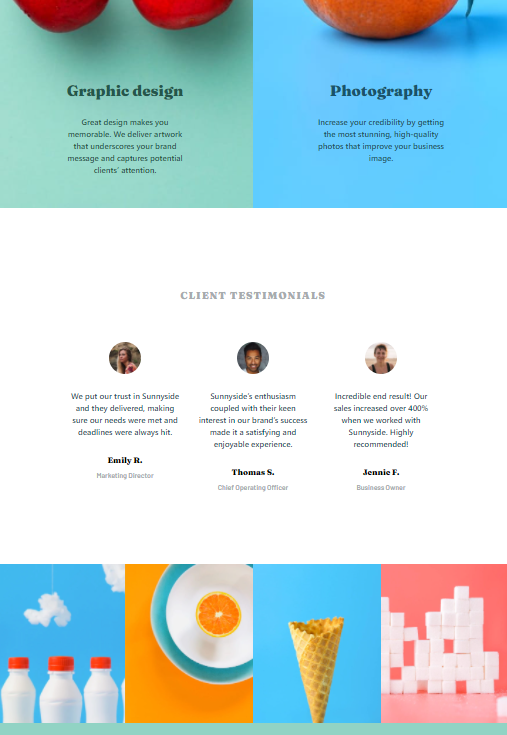 Graphic design
Great design makes you
memorable. We deliver artwork
that underscores your brand
message and captures potential
clients' attention.
Photography
Increase your credibility by getting
the most stunning, high-quality
photos that improve your business
image.
CLIENT TESTIMONIALS
We put our trust in Sunnyside
and they delivered, making
sure our needs were met and
deadlines were always hit.
Emily R.
Marketing Director
Sunnyside's enthusiasm
coupled with their keen
interest in our brand's success
made it a satisfying and
enjoyable experience.
Thomas S.
Chief Operating Officer
Incredible end result! Our
sales increased over 400%
when we worked with
Sunnyside. Highly
recommended!
Jennie F.
Business Owner